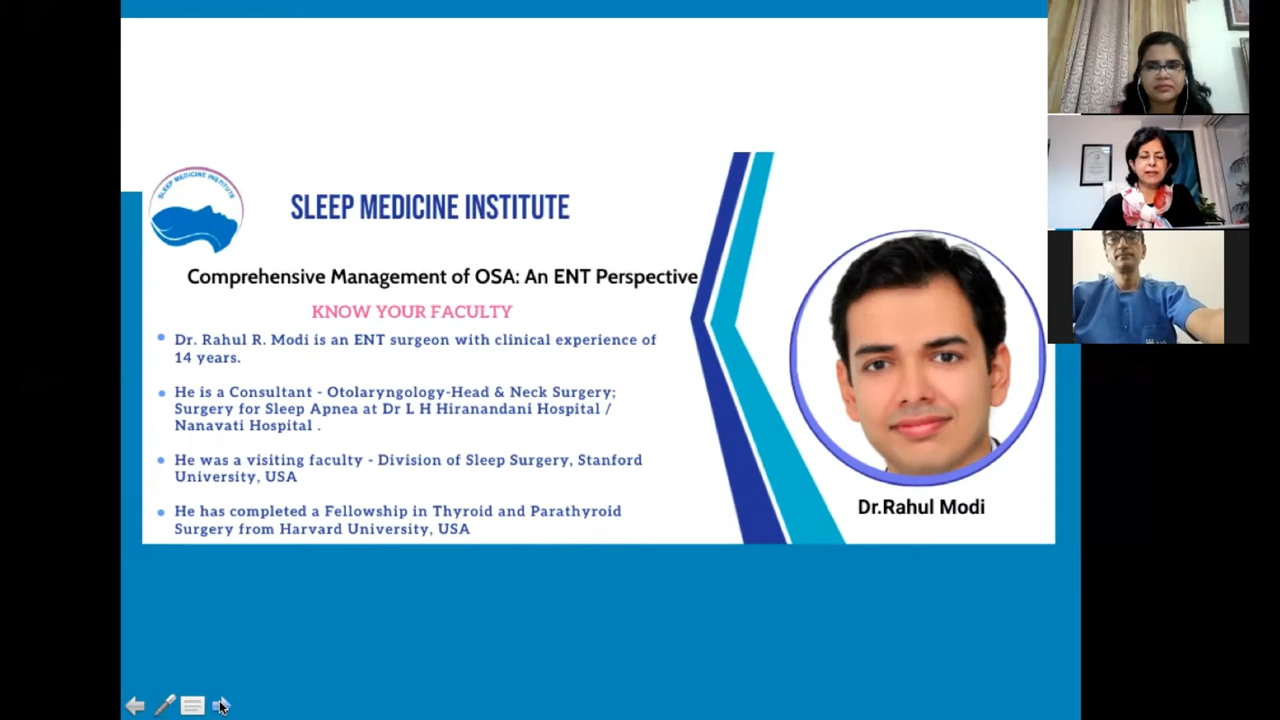 SLEEP MEDICINE INSTITUTE
SLEEP MEDICINE INSTITUTE
Comprehensive Management of OSA: An ENT Perspective
KNOW YOUR FACULTY
Dr. Rahul R. Modi is an ENT surgeon with clinical experience of
14 years.
He is a Consultant - Otolaryngology-Head & Neck Surgery;
Surgery for Sleep Apnea at Dr L H Hiranandani Hospital /
Nanavati Hospital .
He was a visiting faculty - Division of Sleep Surgery, Stanford
University, USA
He has completed a Fellowship in Thyroid and Parathyroid
Surgery from Harvard University, USA
Dr.Rahul Modi